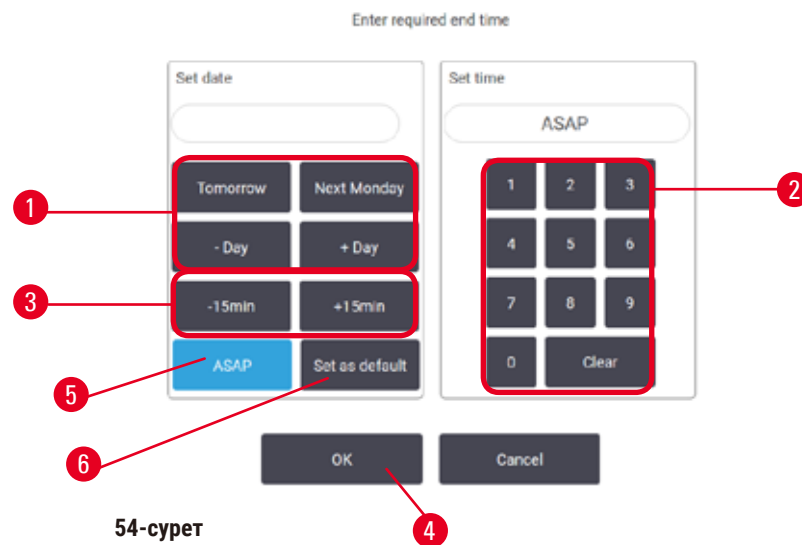 Enter required end time
Set date
Set time
ASAP
Tomorrow Next Monday
1 2 3
2
1
- Day + Day
4 5 6
3
-15min +15min
7 8 9
ASAP Set as default
0 Clear
5
6
OK Cancel
4
54-сурет